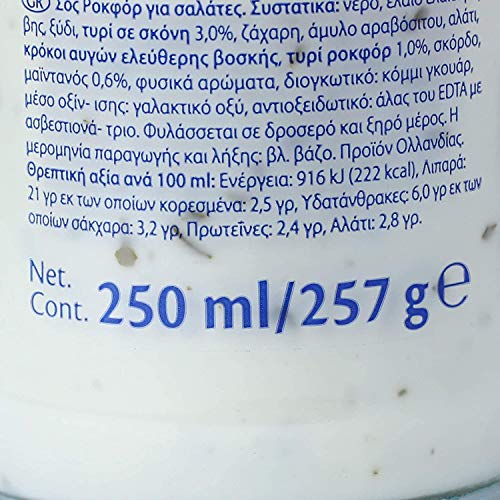 GR Σος Ροκφόρ για σαλάτες. Συστατικά: νερό,
βης, ξύδι, τυρί σε σκόνη 3,0%, ζάχαρη, άμυλο αραβόσιτου, αλάτι,
κρόκοι αυγών ελεύθερης βοσκής, τυρί ροκφόρ 1,0%, σκόρδο,
μαϊντανός 0,6%, φυσικά αρώματα, διογκωτικό: κόμμι γκουάρ,
μέσο οξίν- ισης: γαλακτικό οξύ, αντιοξειδωτικό: άλας του EDTA με
ασβεστιονά- τριο. Φυλάσσεται σε δροσερό και ξηρό μέρος. Η
μερομηνία παραγωγής και λήξης: βλ. βάζο. Προϊόν Ολλανδίας.
Θρεπτική αξία ανά 100 ml: Ενέργεια: 916 kJ (222 kcal), Λιπαρά:
21 γρ εκ των οποίων κορεσμένα: 2,5 γρ, Υδατάνθρακες: 6,0 γρ εκ των
οποίων σάκχαρα: 3,2 γρ, Πρωτεΐνες: 2,4 γρ, Αλάτι: 2,8 γρ.
Net.
Cont. 250 ml/257 g e